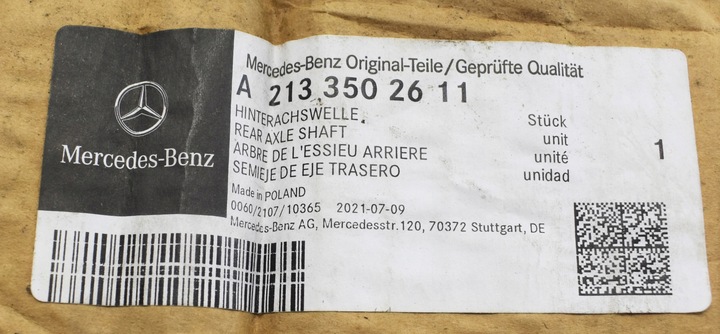 Mercedes-Benz
Mercedes-Benz Original-Teile/Geprüfte Qualität
A 213 350 26 11
HINTERACHSWELLE. Stück
REAR AXLE SHAFT unit
ARBRE DE L'ESSIEU ARRIERE unité
SEMIEJE DE EJE TRASERO unidad
1
Made in POLAND
0060/2107/10365 2021-07-09
Mercedes-Benz AG, Mercedesstr.120, 70372 Stuttgart, DE